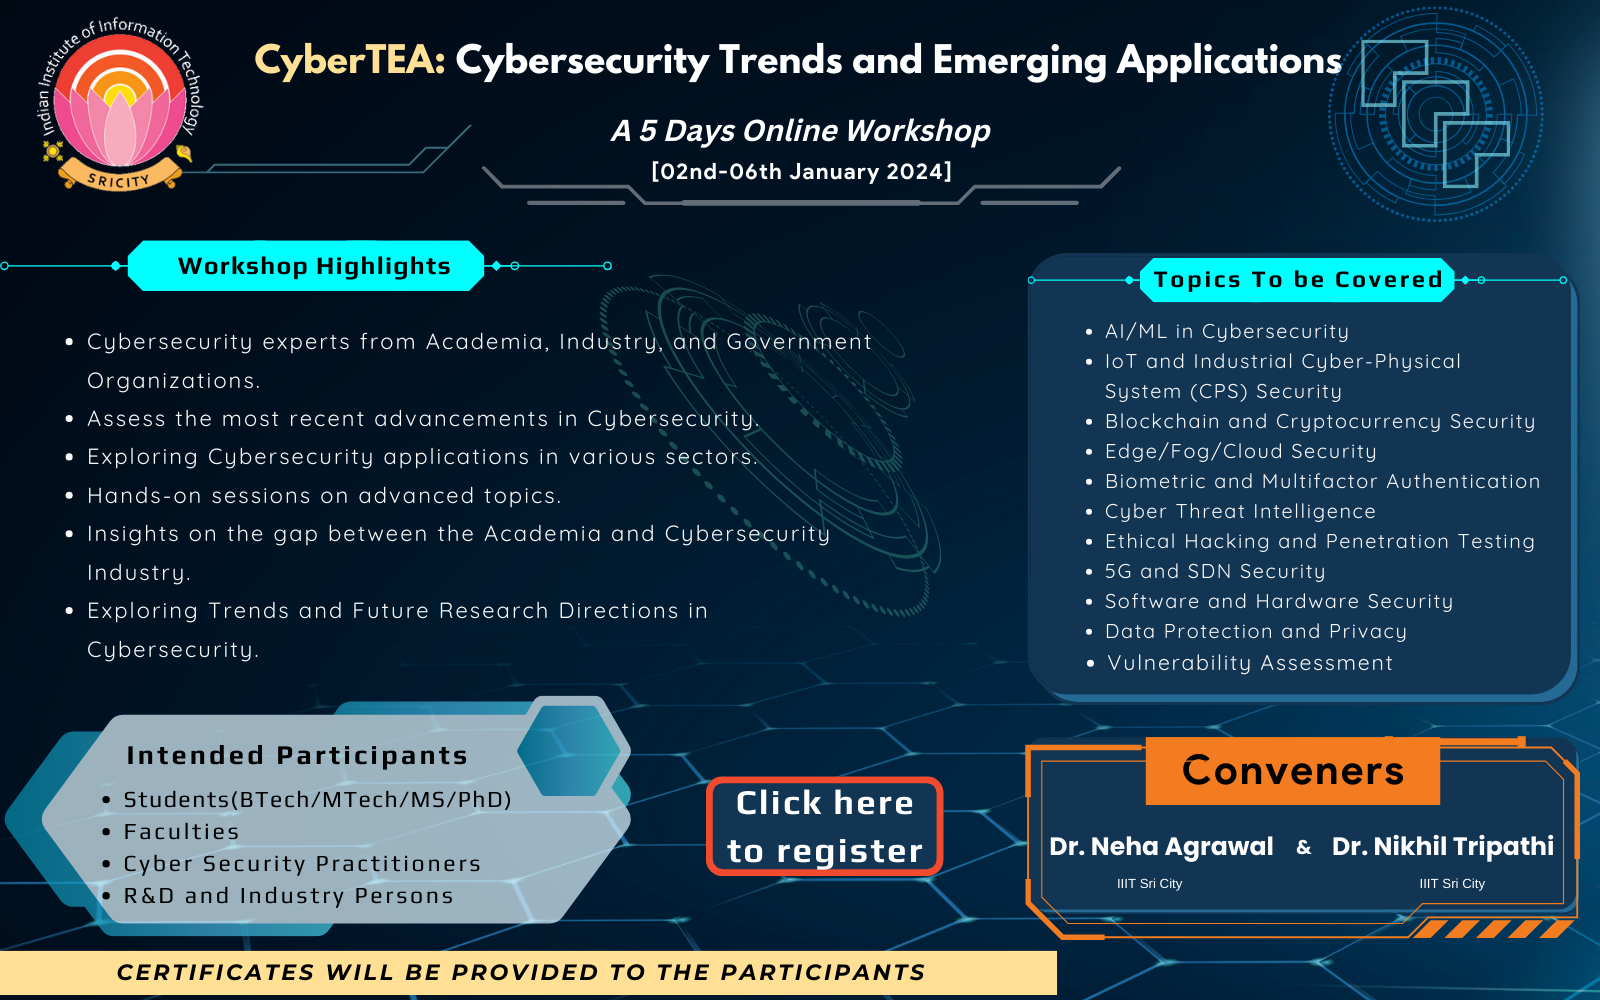 Indian Institute of Information Technology
SRICITY
CyberTEA: Cybersecurity Trends and Emerging Applications
A 5 Days Online Workshop
[02nd-06th January 2024]
Workshop Highlights
• Cybersecurity experts from Academia, Industry, and Government
Organizations.
• Assess the most recent advancements in Cybersecurity.
• Exploring Cybersecurity applications in various sectors.
• Hands-on sessions on advanced topics.
• Insights on the gap between the Academia and Cybersecurity
Industry.
• Exploring Trends and Future Research Directions in
Cybersecurity.
Topics To be Covered
• AI/ML in Cybersecurity
• IoT and Industrial Cyber-Physical
System (CPS) Security
• Blockchain and Cryptocurrency Security
• Edge/Fog/Cloud Security
• Biometric and Multifactor Authentication
• Cyber Threat Intelligence
• Ethical Hacking and Penetration Testing
• 5G and SDN Security
• Software and Hardware Security
• Data Protection and Privacy
• Vulnerability Assessment
Intended Participants
• Students(BTech/MTech/MS/PhD)
• Faculties
• Cyber Security Practitioners
• R&D and Industry Persons
Click here
to register
Conveners
Dr. Neha Agrawal & Dr. Nikhil Tripathi
IIIT Sri City IIIT Sri City
CERTIFICATES WILL BE PROVIDED TO THE PARTICIPANTS